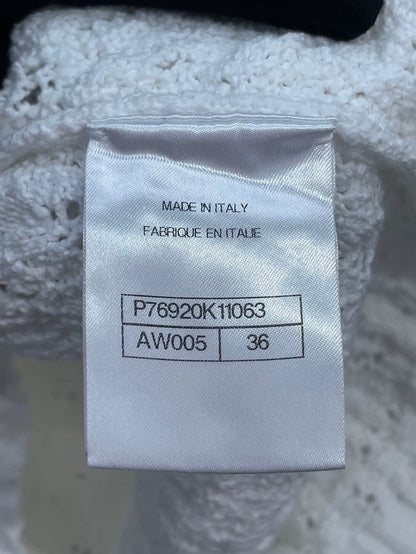 MADE IN ITALY
FABRIQUE EN ITALIE
P76920K11063
AW005 36